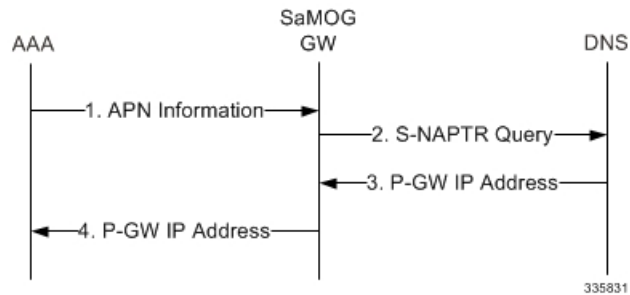 SaMOG
AAA GW DNS
1. APN Information
2. S-NAPTR Query
3. P-GW IP Address
4. P-GW IP Address
335831